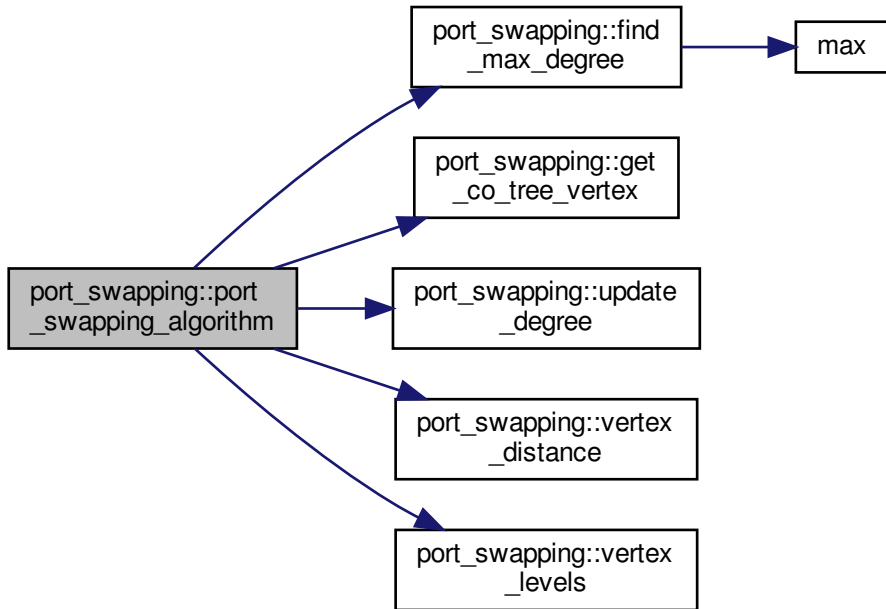 port_swapping::find
_max_degree
max
port_swapping::get
_co_tree_vertex
port_swapping::port
_swapping_algorithm
port_swapping::update
_degree
port_swapping::vertex
_distance
port_swapping::vertex
_levels